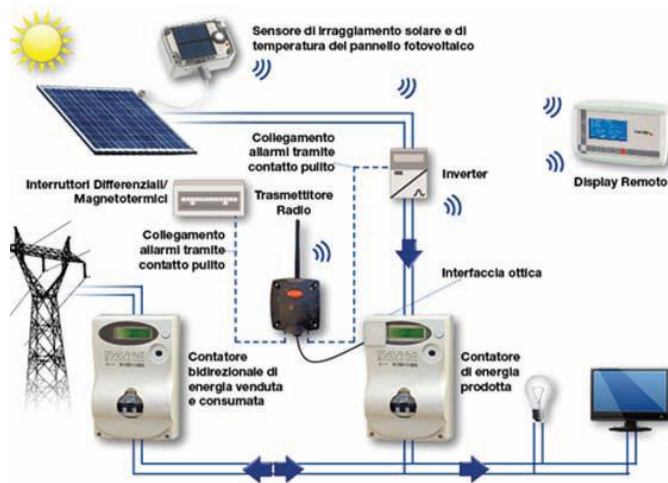 Sensore di irraggiamento solare e di
temperatura del pannello fotovoltaico
Collegamento
allarmi tramite
contatto pulito
Inverter
Display Remoto
Interruttori Differenziali/
Magnetotermici
Trasmettitore
Radio
Collegamento
allarmi tramite
contatto pulito
Interfaccia ottica
Contatore
bidirezionale di
energia venduta
e consumata
Contatore
di energia
prodotta